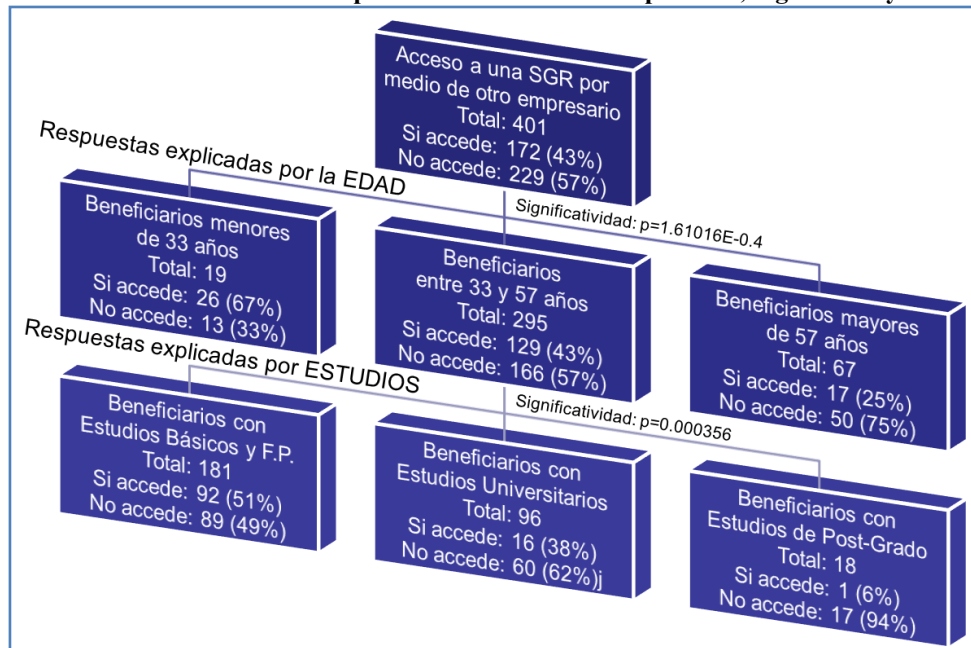 Acceso a una SGR por
medio de otro empresario
Total: 401
Si accede: 172 (43%)
No accede: 229 (57%)
Respuestas explicadas por la EDAD
Significatividad: p=1.61016E-0.4
Beneficiarios menores
de 33 años
Total: 19
Si accede: 26 (67%)
No accede: 13 (33%)
Beneficiarios
entre 33 y 57 años
Total: 295
Si accede: 129 (43%)
No accede: 166 (57%)
Beneficiarios mayores
de 57 años
Total: 67
Si accede: 17 (25%)
No accede: 50 (75%)
Respuestas explicadas por ESTUDIOS
Significatividad: p=0.000356
Beneficiarios con
Estudios Básicos y F.P.
Total: 181
Si accede: 92 (51%)
No accede: 89 (49%)
Beneficiarios con
Estudios Universitarios
Total: 96
Si accede: 16 (38%)
No accede: 60 (62%)j
Beneficiarios con
Estudios de Post-Grado
Total: 18
Si accede: 1 (6%)
No accede: 17 (94%)